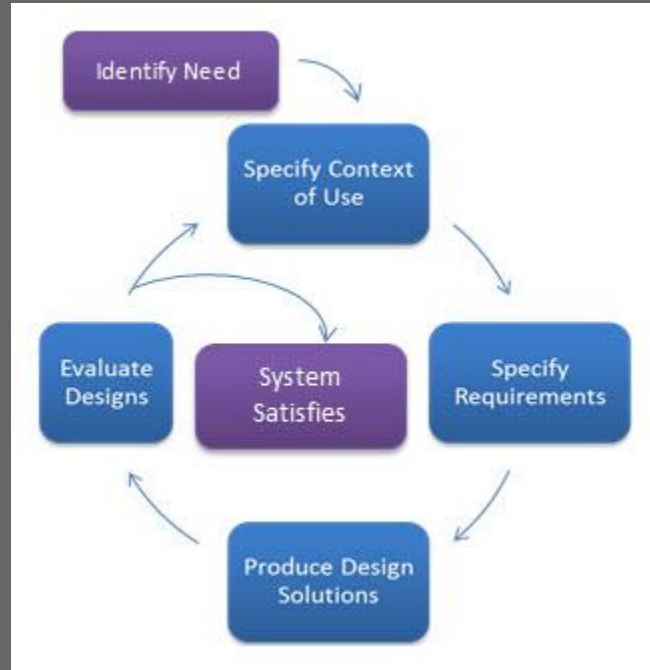 Identify Need
Specify Context
of Use
Evaluate
Designs
System
Satisfies
Specify
Requirements
Produce Design
Solutions